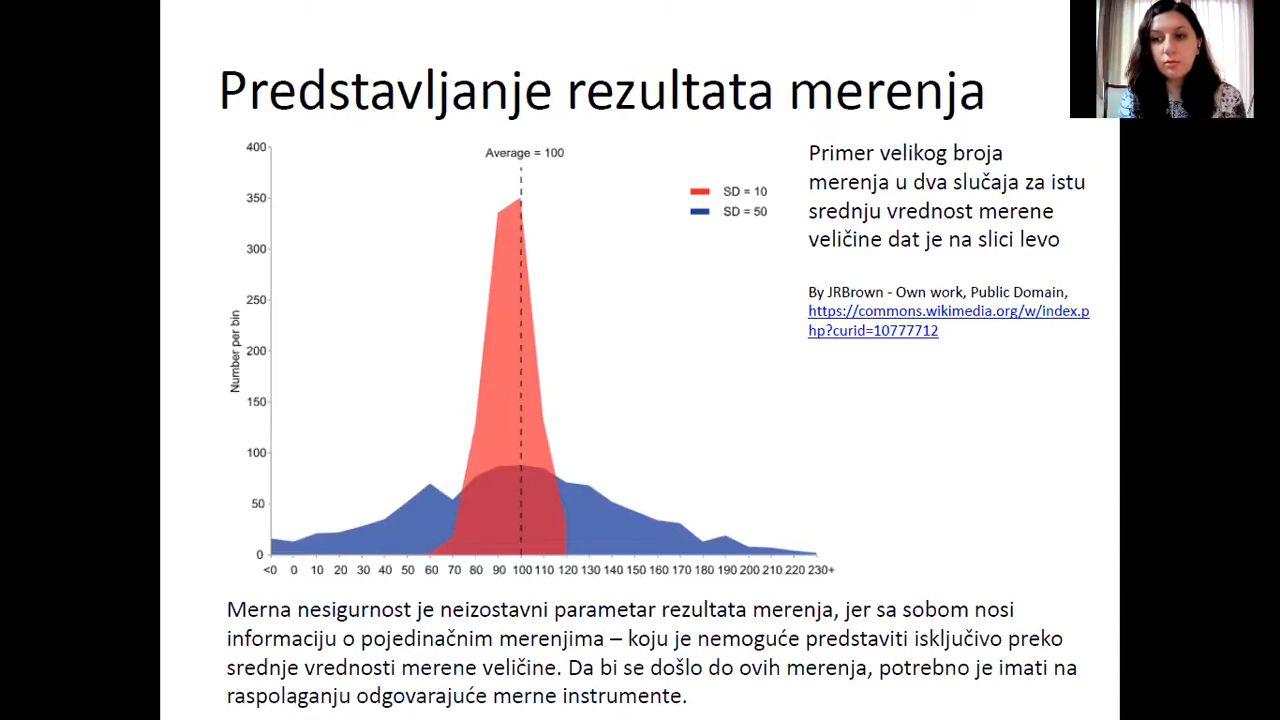 Predstavljanje rezultata merenja
Average = 100
SD = 10
SD = 50
400
350
300
250
200
150
100
50
0
Number per bin
<0 0 10 20 30 40 50 60 70 80 90 100 110 120 130 140 150 160 170 180 190 200 210 220 230+
Primer velikog broja
merenja u dva slučaja za istu
srednju vrednost merene
veličine dat je na slici levo
By JRBrown - Own work, Public Domain,
https://commons.wikimedia.org/w/index.p
hp?curid=10777712
Merna nesigurnost je neizostavni parametar rezultata merenja, jer sa sobom nosi
informaciju o pojedinačnim merenjima – koju je nemoguće predstaviti isključivo preko
srednje vrednosti merene veličine. Da bi se došlo do ovih merenja, potrebno je imati na
raspolaganju odgovarajuće merne instrumente.